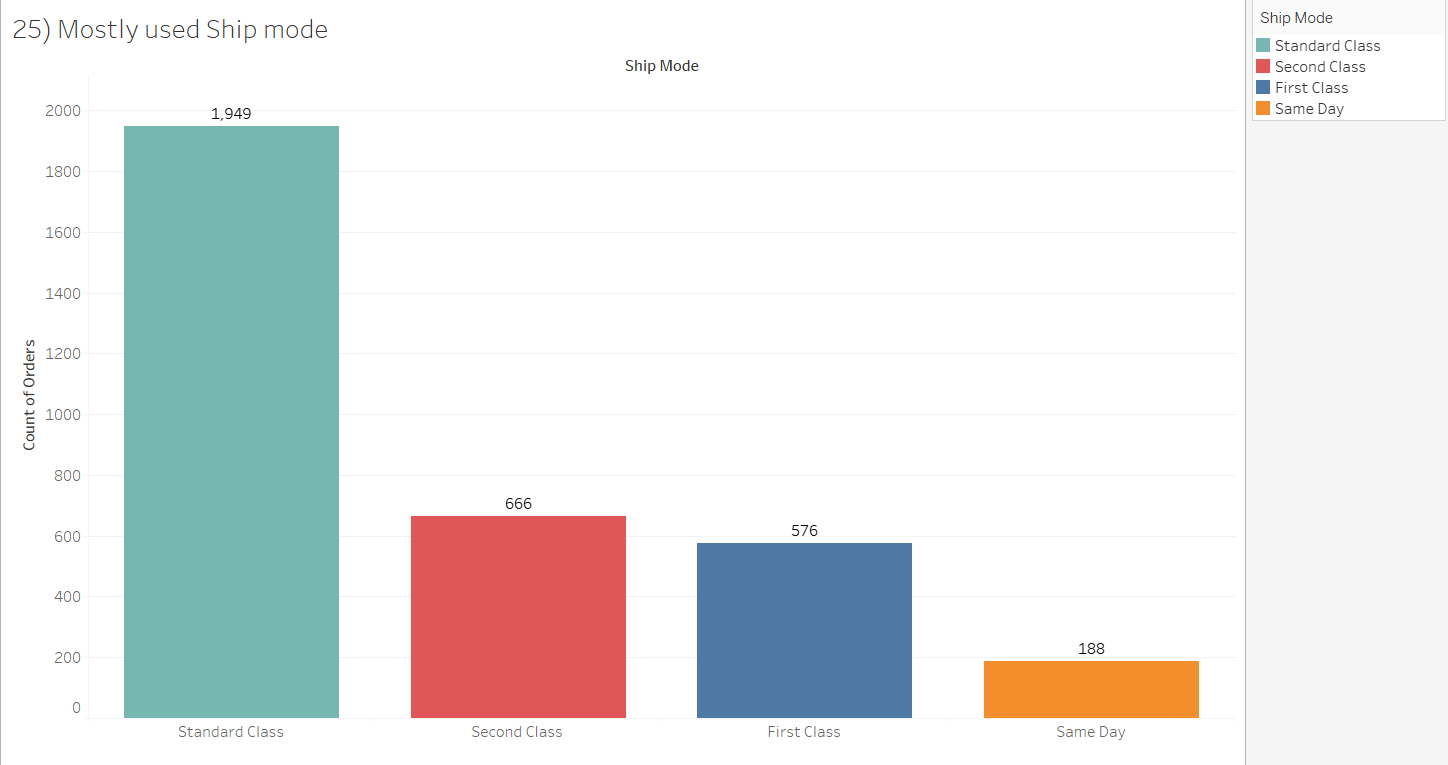 25) Mostly used Ship mode
Ship Mode
Count of Orders
2000
1800
1600
1400
1200
1000
800
600
400
200
0
1,949
666
576
188
Standard Class
Second Class
First Class
Same Day
Ship Mode
Standard Class
Second Class
First Class
Same Day